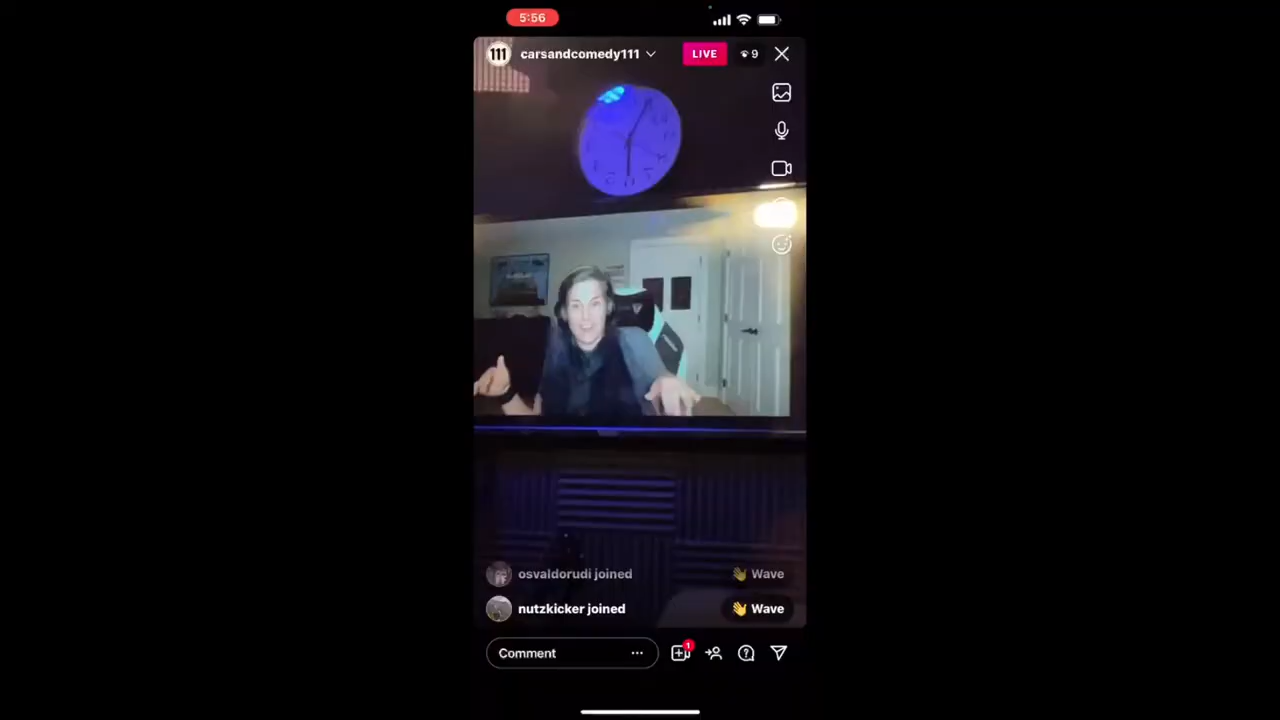 5:56
111 carsandcomedy111 LIVE 9
osvaldorudi joined Wave
nutzkicker joined Wave
Comment
1